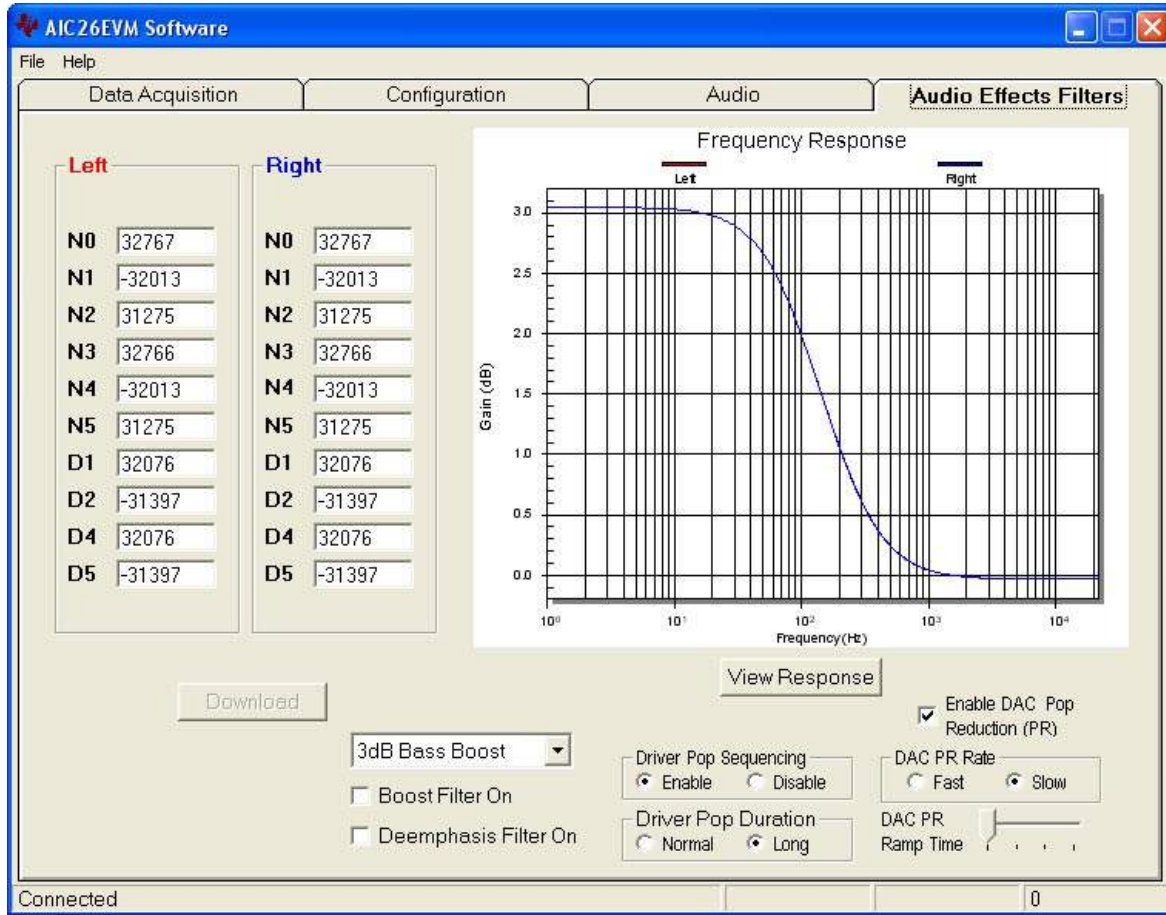 AIC26EVM Software
File Help
Data Acquisition Configuration Audio Audio Effects Filters
Left
N0 32767
N1 -32013
N2 31275
N3 32766
N4 -32013
N5 31275
D1 32076
D2 -31397
D4 32076
D5 -31397
Right
N0 32767
N1 -32013
N2 31275
N3 32766
N4 -32013
N5 31275
D1 32076
D2 -31397
D4 32076
D5 -31397
Frequency Response
Left Right
Gain (dB)
3.0
2.5
2.0
1.5
1.0
0.5
0.0
10⁰ 10¹ 10² 10³ 10⁴
Frequency(Hz)
View Response
Download
3dB Bass Boost
Boost Filter On
Deemphasis Filter On
Enable DAC Pop
Reduction (PR)
Driver Pop Sequencing
Enable Disable
DAC PR Rate
Fast Slow
Driver Pop Duration
Normal Long
DAC PR
Ramp Time
Connected 0